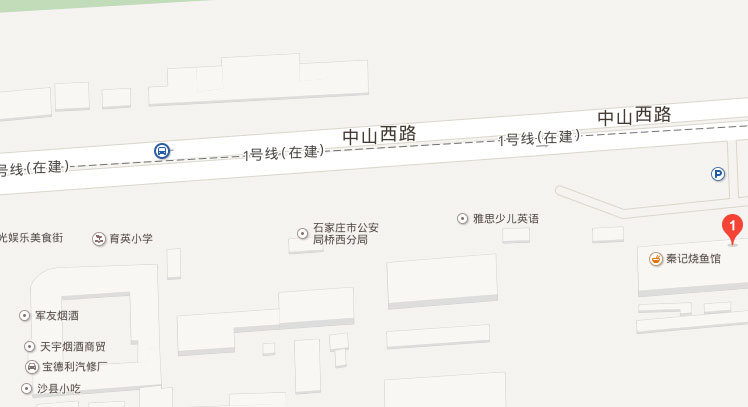 中山西路
中山西路
1号线(在建)
1号线(在建)
号线(在建)
P
雅思少儿英语
1
石家庄市公安
局桥西分局
光娱乐美食街
育英小学
秦记烧鱼馆
军友烟酒
天宇烟酒商贸
宝德利汽修厂
沙县小吃